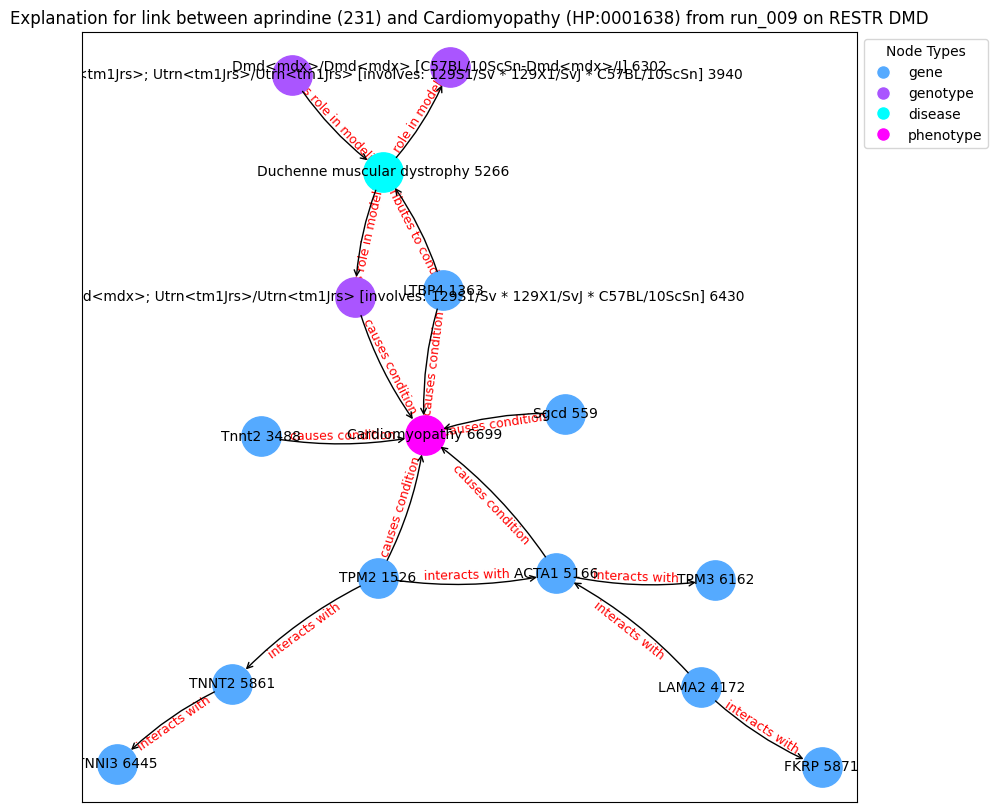 Explanation for link between aprindine (231) and Cardiomyopathy (HP:0001638) from run_009 on RESTR DMD
Node Types
gene
genotype
disease
phenotype
Dmd<mdx>/Dmd<mdx> [C57BL/10ScSn-Dmd<mdx>/J] 6302
<tm1Jrs>; Utrn<tm1Jrs>/Utrn<tm1Jrs> [involves: 129S1/Sv * 129X1/SvJ * C57BL/10ScSn] 3940
role in model
role in model
Duchenne muscular dystrophy 5266
role in model
contributes to condition
LTBP4 1363
d<mdx>; Utrn<tm1Jrs>/Utrn<tm1Jrs> [involves: 129S1/Sv * 129X1/SvJ * C57BL/10ScSn] 6430
causes condition
causes condition
Sgcd 559
causes condition
Tnnt2 3488
causes condition
Cardiomyopathy 6699
causes condition
causes condition
TPM2 1526
interacts with
ACTA1 5166
interacts with
TPM3 6162
interacts with
interacts with
TNNT2 5861
LAMA2 4172
interacts with
interacts with
TNNI3 6445
FKRP 5871